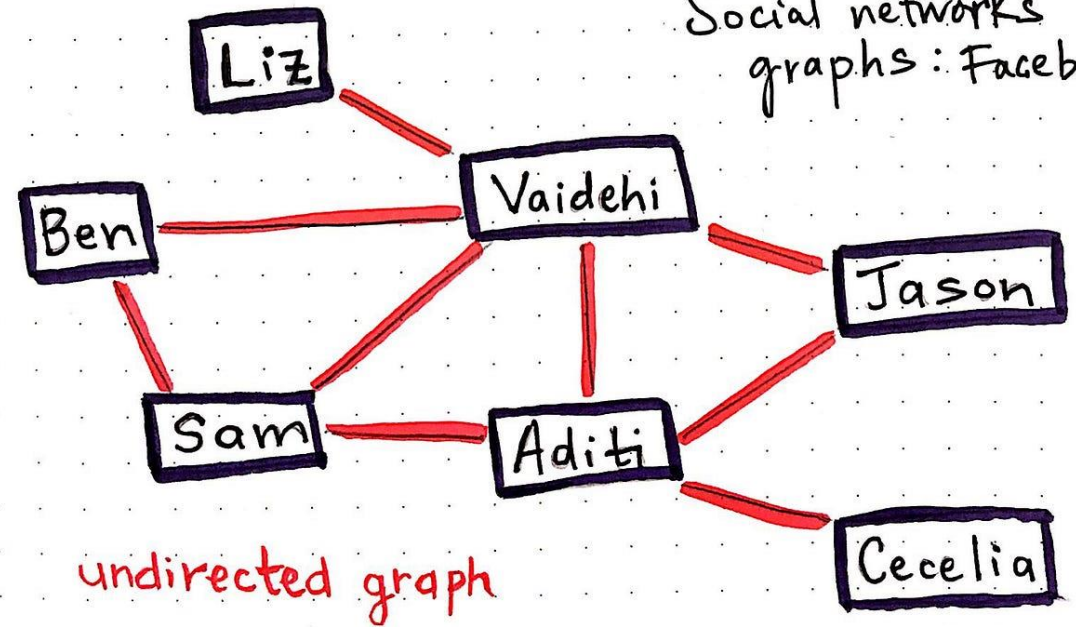 Social networks
graphs: Faceb
Liz
Vaidehi
Ben
Jason
Sam
Aditi
Cecelia
undirected graph